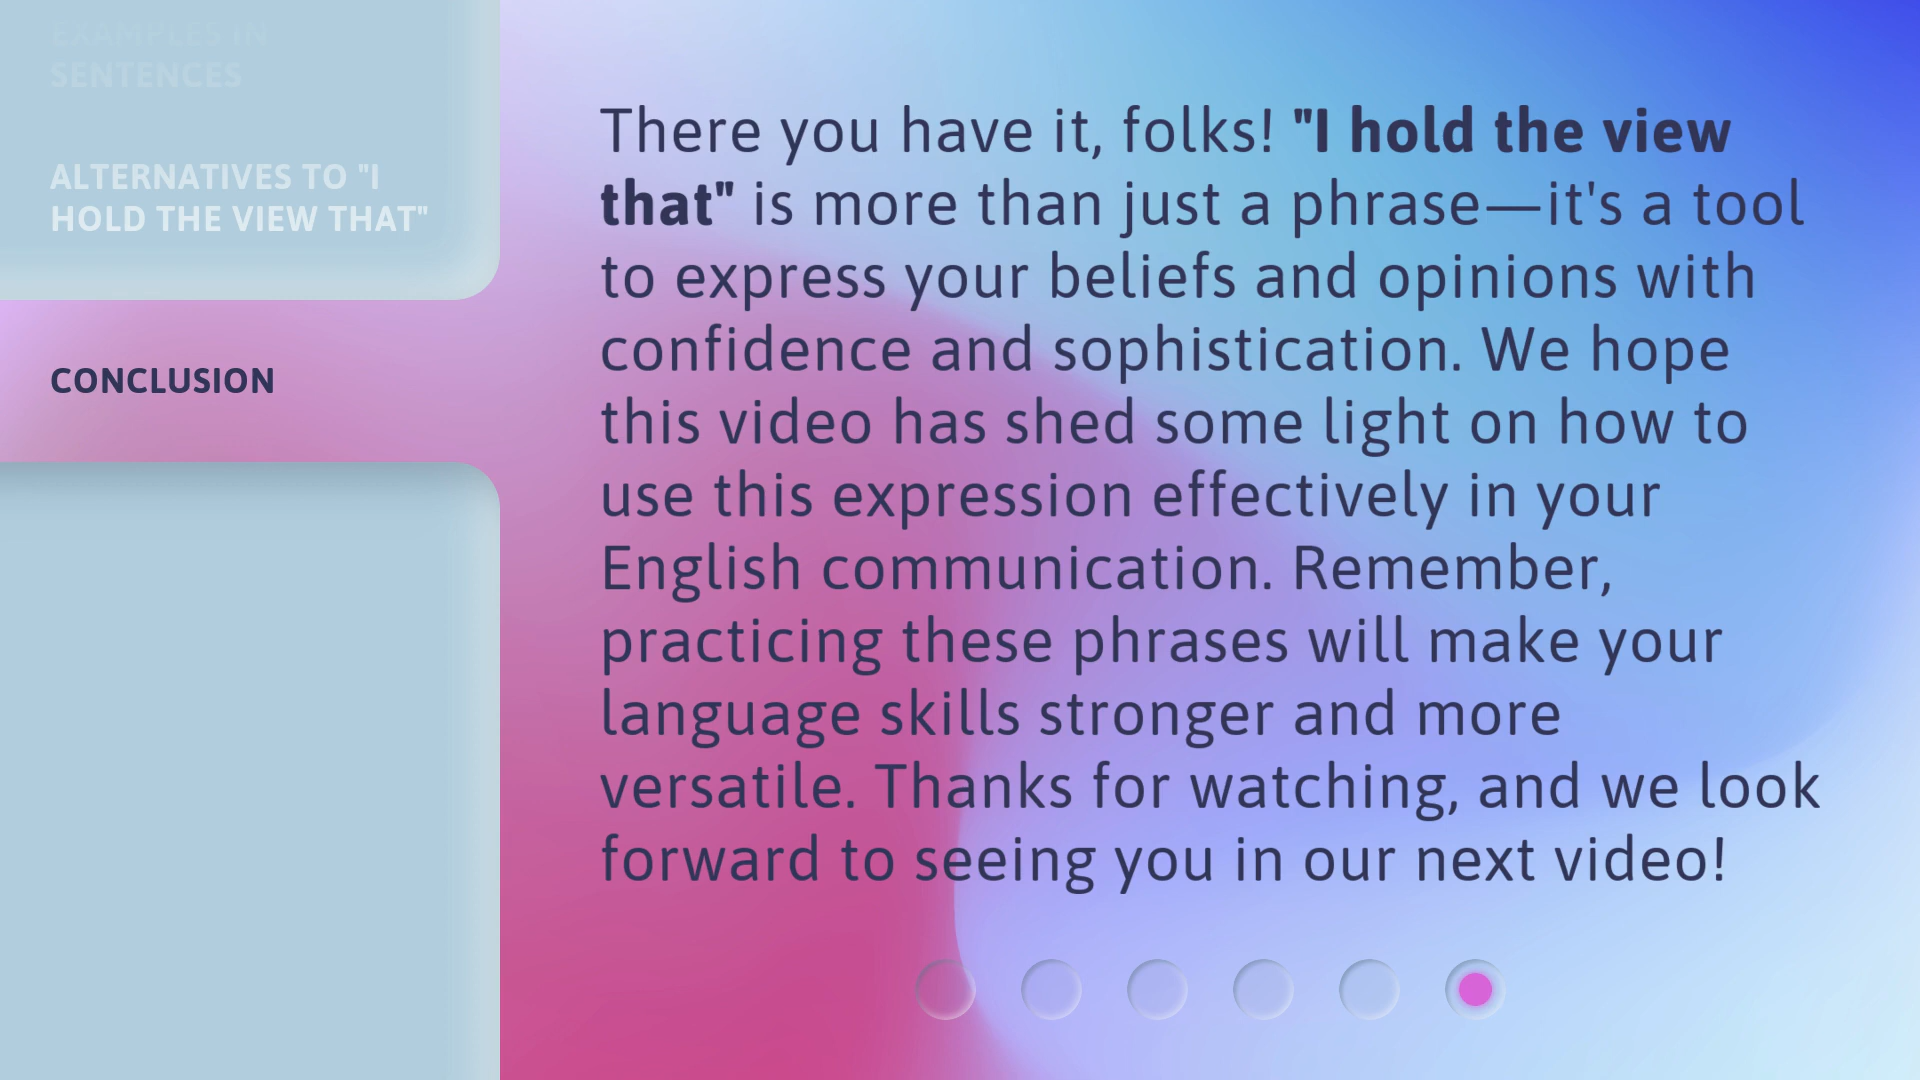 EXAMPLES IN
SENTENCES
ALTERNATIVES TO "I
HOLD THE VIEW THAT"
CONCLUSION
There you have it, folks! "I hold the view
that" is more than just a phrase—it's a tool
to express your beliefs and opinions with
confidence and sophistication. We hope
this video has shed some light on how to
use this expression effectively in your
English communication. Remember,
practicing these phrases will make your
language skills stronger and more
versatile. Thanks for watching, and we look
forward to seeing you in our next video!